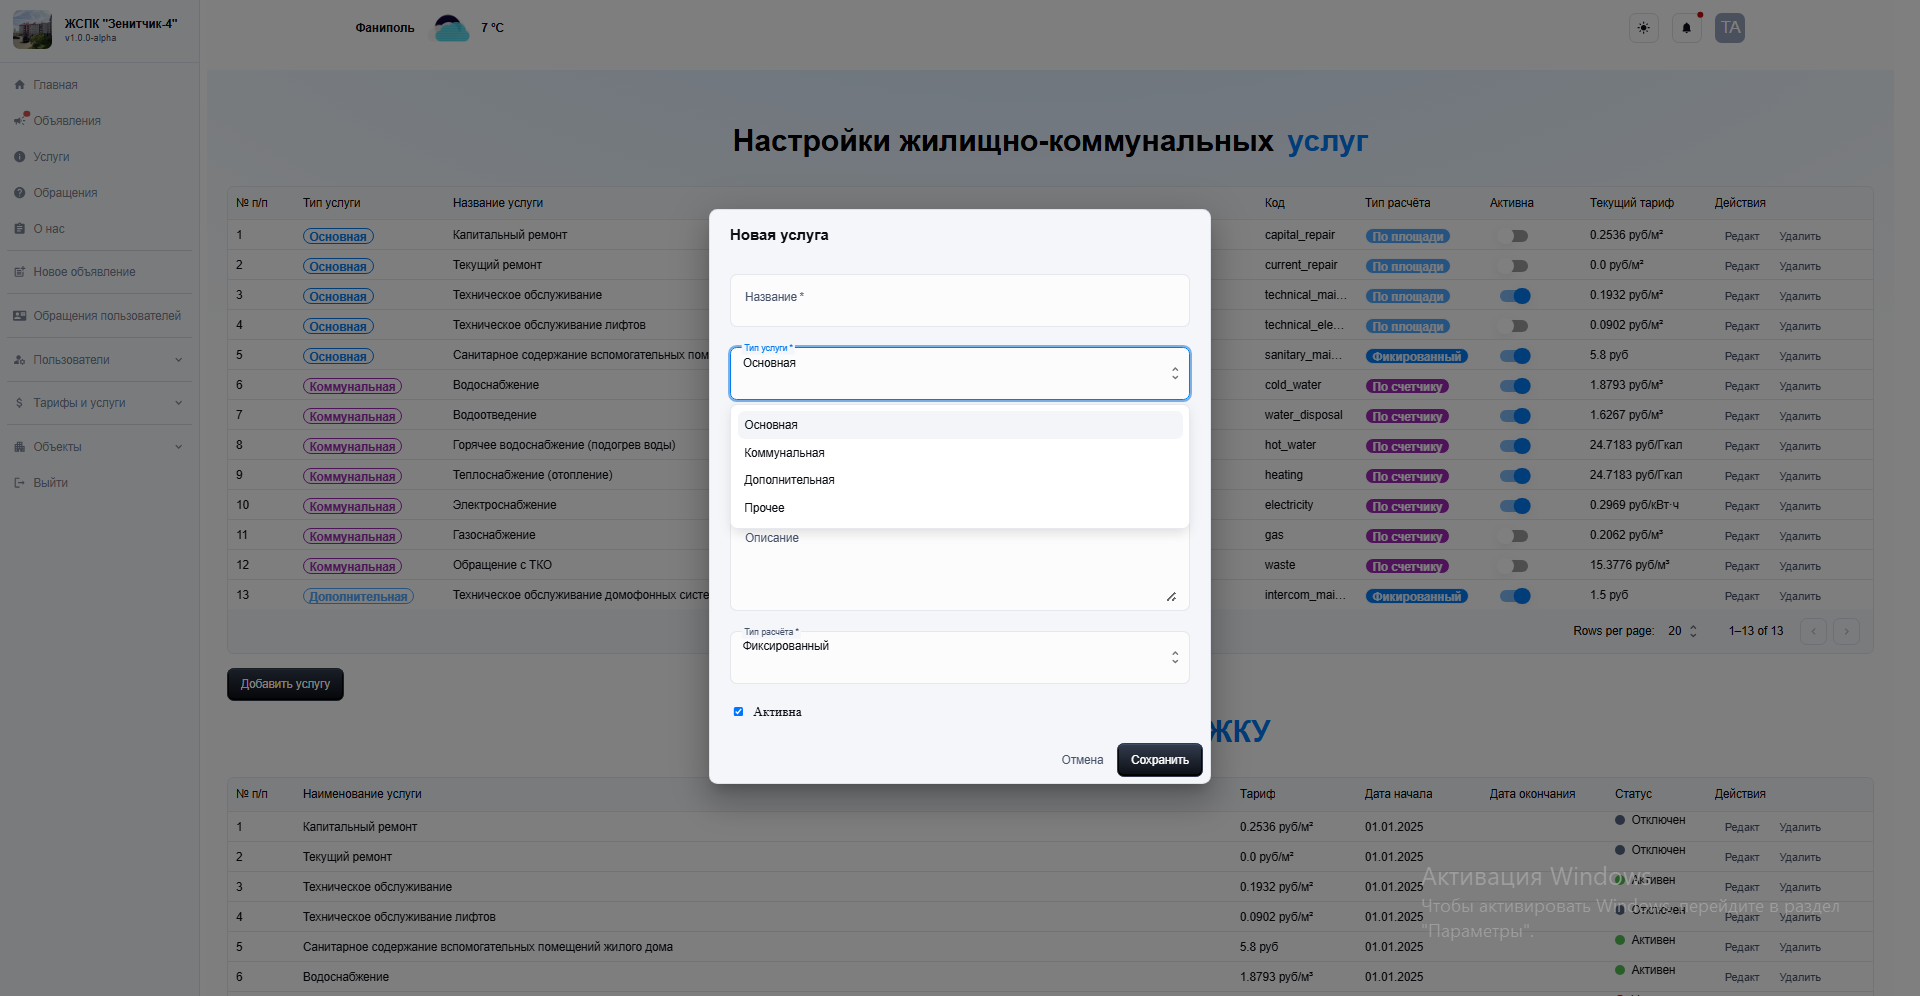 ЖСПК "Зенитчик-4"
v1.0.0-alpha
Фаниполь
7 °C
TA
Главная
Объявления
Услуги
Обращения
О нас
Новое объявление
Обращения пользователей
Пользователи
Тарифы и услуги
Объекты
Выйти
Настройки жилищно-коммунальных услуг
№ п/п Тип услуги Название услуги Код Тип расчёта Активна Текущий тариф Действия
1 Основная Капитальный ремонт capital_repair По площади 0.2536 руб/м² Редакт Удалить
2 Основная Текущий ремонт current_repair По площади 0.0 руб/м² Редакт Удалить
3 Основная Техническое обслуживание technical_mai... По площади 0.1932 руб/м² Редакт Удалить
4 Основная Техническое обслуживание лифтов technical_ele... По площади 0.0902 руб/м² Редакт Удалить
5 Основная Санитарное содержание вспомогательных пом sanitary_mai... Фикированный 5.8 руб Редакт Удалить
6 Коммунальная Водоснабжение cold_water По счетчику 1.8793 руб/м³ Редакт Удалить
7 Коммунальная Водоотведение water_disposal По счетчику 1.6267 руб/м³ Редакт Удалить
8 Коммунальная Горячее водоснабжение (подогрев воды) hot_water По счетчику 24.7183 руб/Гкал Редакт Удалить
9 Коммунальная Теплоснабжение (отопление) heating По счетчику 24.7183 руб/Гкал Редакт Удалить
10 Коммунальная Электроснабжение electricity По счетчику 0.2969 руб/кВт·ч Редакт Удалить
11 Коммунальная Газоснабжение gas По счетчику 0.2062 руб/м³ Редакт Удалить
12 Коммунальная Обращение с ТКО waste По счетчику 15.3776 руб/м³ Редакт Удалить
13 Дополнительная Техническое обслуживание домофонных систе intercom_mai... Фикированный 1.5 руб Редакт Удалить
Rows per page: 20 1–13 of 13
Добавить услугу
Новая услуга
Название *
Тип услуги *
Основная
Основная
Коммунальная
Дополнительная
Прочее
Описание
Тип расчёта *
Фиксированный
Активна
Отмена Сохранить
ЖКУ
№ п/п Наименование услуги Тариф Дата начала Дата окончания Статус Действия
1 Капитальный ремонт 0.2536 руб/м² 01.01.2025 Отключен Редакт Удалить
2 Текущий ремонт 0.0 руб/м² 01.01.2025 Отключен Редакт Удалить
3 Техническое обслуживание 0.1932 руб/м² 01.01.2025 Активен Редакт Удалить
4 Техническое обслуживание лифтов 0.0902 руб/м² 01.01.2025 Отключен Редакт Удалить
5 Санитарное содержание вспомогательных помещений жилого дома 5.8 руб 01.01.2025 Активен Редакт Удалить
6 Водоснабжение 1.8793 руб/м³ 01.01.2025 Активен Редакт Удалить
Активация Windows
Чтобы активировать Windows, перейдите в раздел
"Параметры".